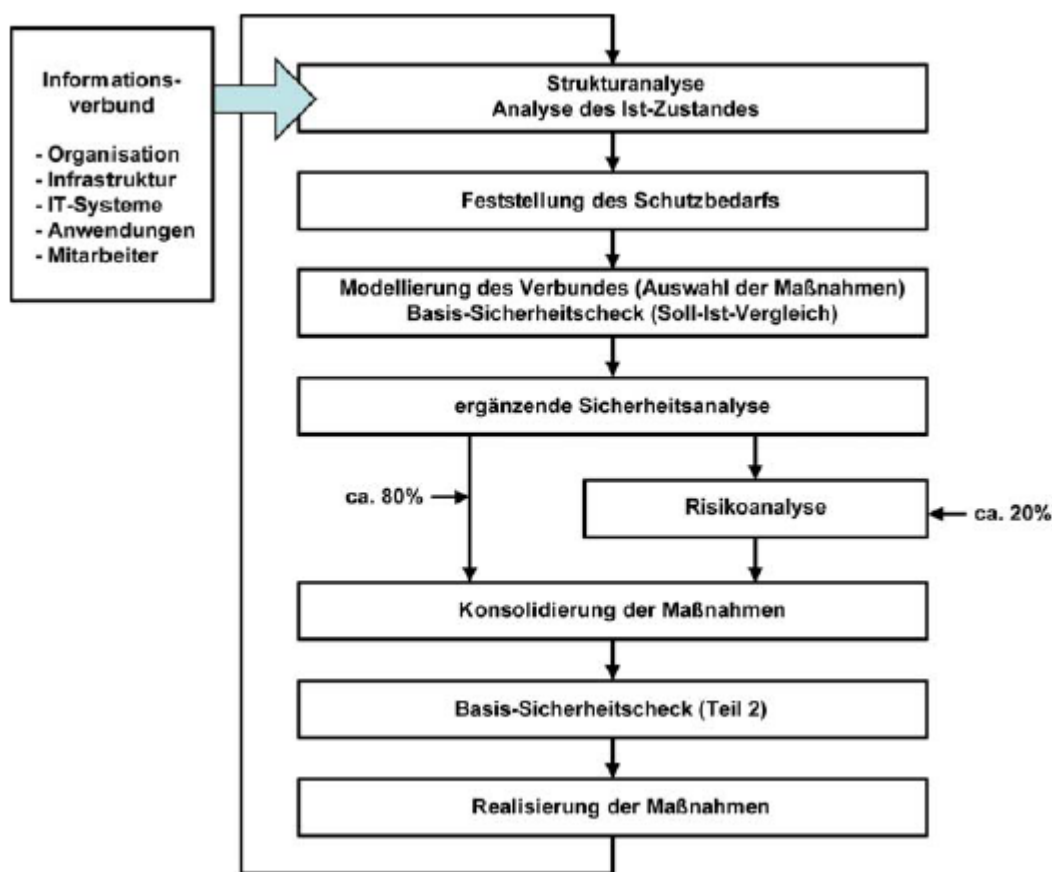 Informations-
verbund
- Organisation
- Infrastruktur
- IT-Systeme
- Anwendungen
- Mitarbeiter
Strukturanalyse
Analyse des Ist-Zustandes
Feststellung des Schutzbedarfs
Modellierung des Verbundes (Auswahl der Maßnahmen)
Basis-Sicherheitscheck (Soll-Ist-Vergleich)
ergänzende Sicherheitsanalyse
ca. 80%
Risikoanalyse
ca. 20%
Konsolidierung der Maßnahmen
Basis-Sicherheitscheck (Teil 2)
Realisierung der Maßnahmen